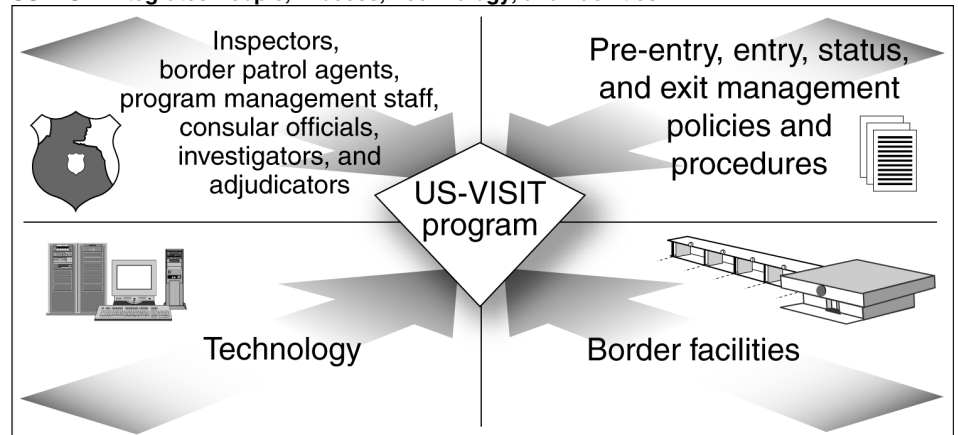 Inspectors,
border patrol agents,
program management staff,
consular officials,
investigators, and
adjudicators
Pre-entry, entry, status,
and exit management
policies and
procedures
US-VISIT
program
Technology
Border facilities